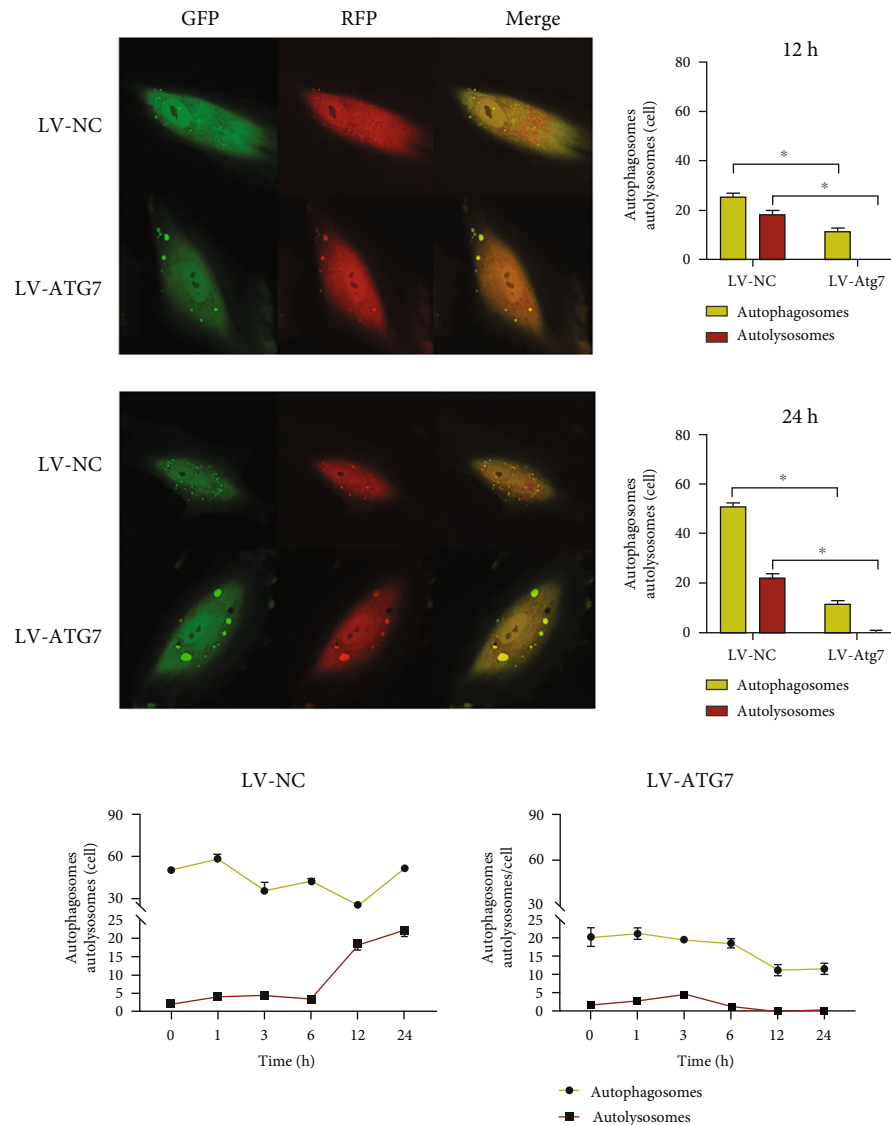 GFP RFP Merge
LV-NC
LV-ATG7
12 h
Autophagosomes
autolysosomes (cell)
80
60
40
20
0
*
*
LV-NC LV-Atg7
Autophagosomes
Autolysosomes
LV-NC
LV-ATG7
24 h
Autophagosomes
autolysosomes (cell)
80
60
40
20
0
*
*
LV-NC LV-Atg7
Autophagosomes
Autolysosomes
LV-NC
Autophagosomes
autolysosomes (cell)
90
60
30
25
20
15
10
5
0
0 1 3 6 12 24
Time (h)
LV-ATG7
Autophagosomes
autolysosomes/cell
90
60
30
25
20
15
10
5
0
0 1 3 6 12 24
Time (h)
Autophagosomes
Autolysosomes